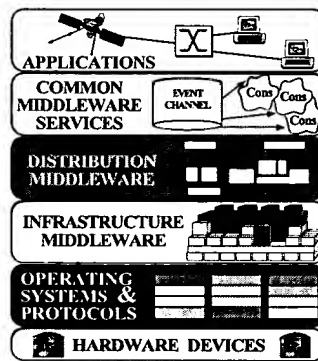 APPLICATIONS
COMMON
MIDDLEWARE
SERVICES
EVENT
CHANNEL
Cons
Cons
Cons
DISTRIBUTION
MIDDLEWARE
INFRASTRUCTURE
MIDDLEWARE
OPERATING
SYSTEMS &
PROTOCOLS
HARDWARE DEVICES